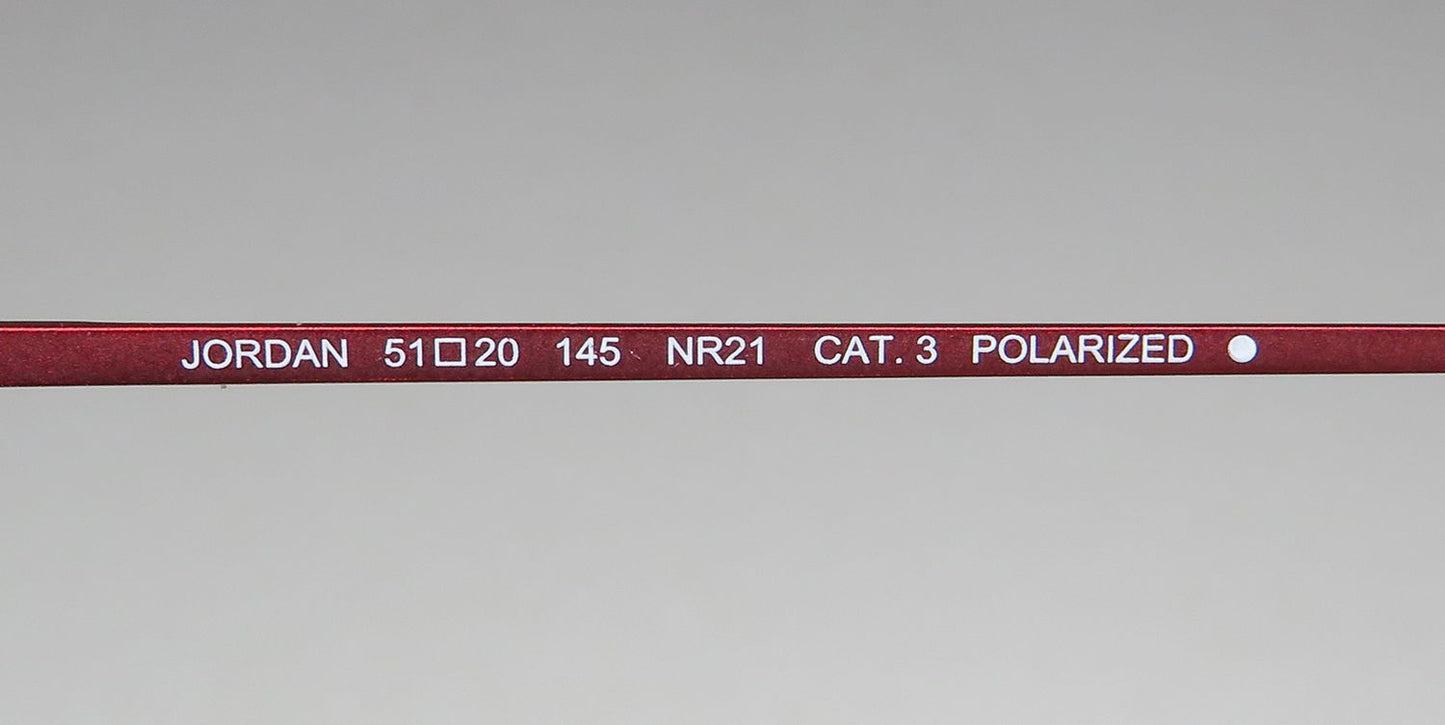 JORDAN 51□20 145 NR21 CAT. 3 POLARIZED